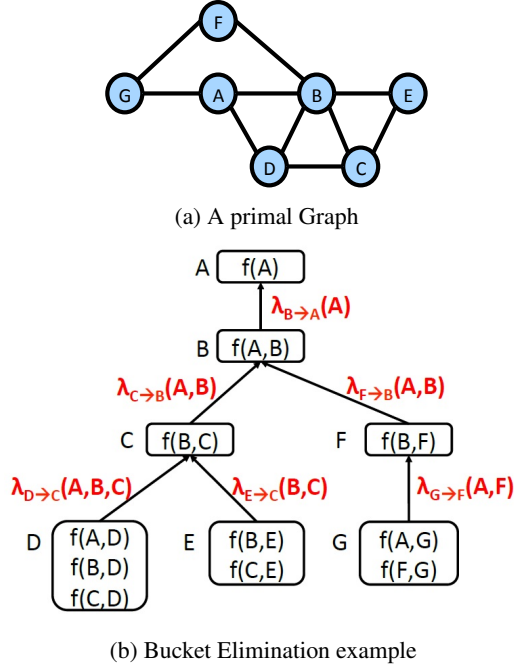 F
G A B E
D C
(a) A primal Graph
A f(A)
λB→A(A)
B f(A,B)
λC→B(A,B) λF→B(A,B)
C f(B,C) F f(B,F)
λD→C(A,B,C) λE→C(B,C) λG→F(A,F)
D f(A,D) E f(B,E) G f(A,G)
f(B,D) f(C,E) f(F,G)
f(C,D)
(b) Bucket Elimination example